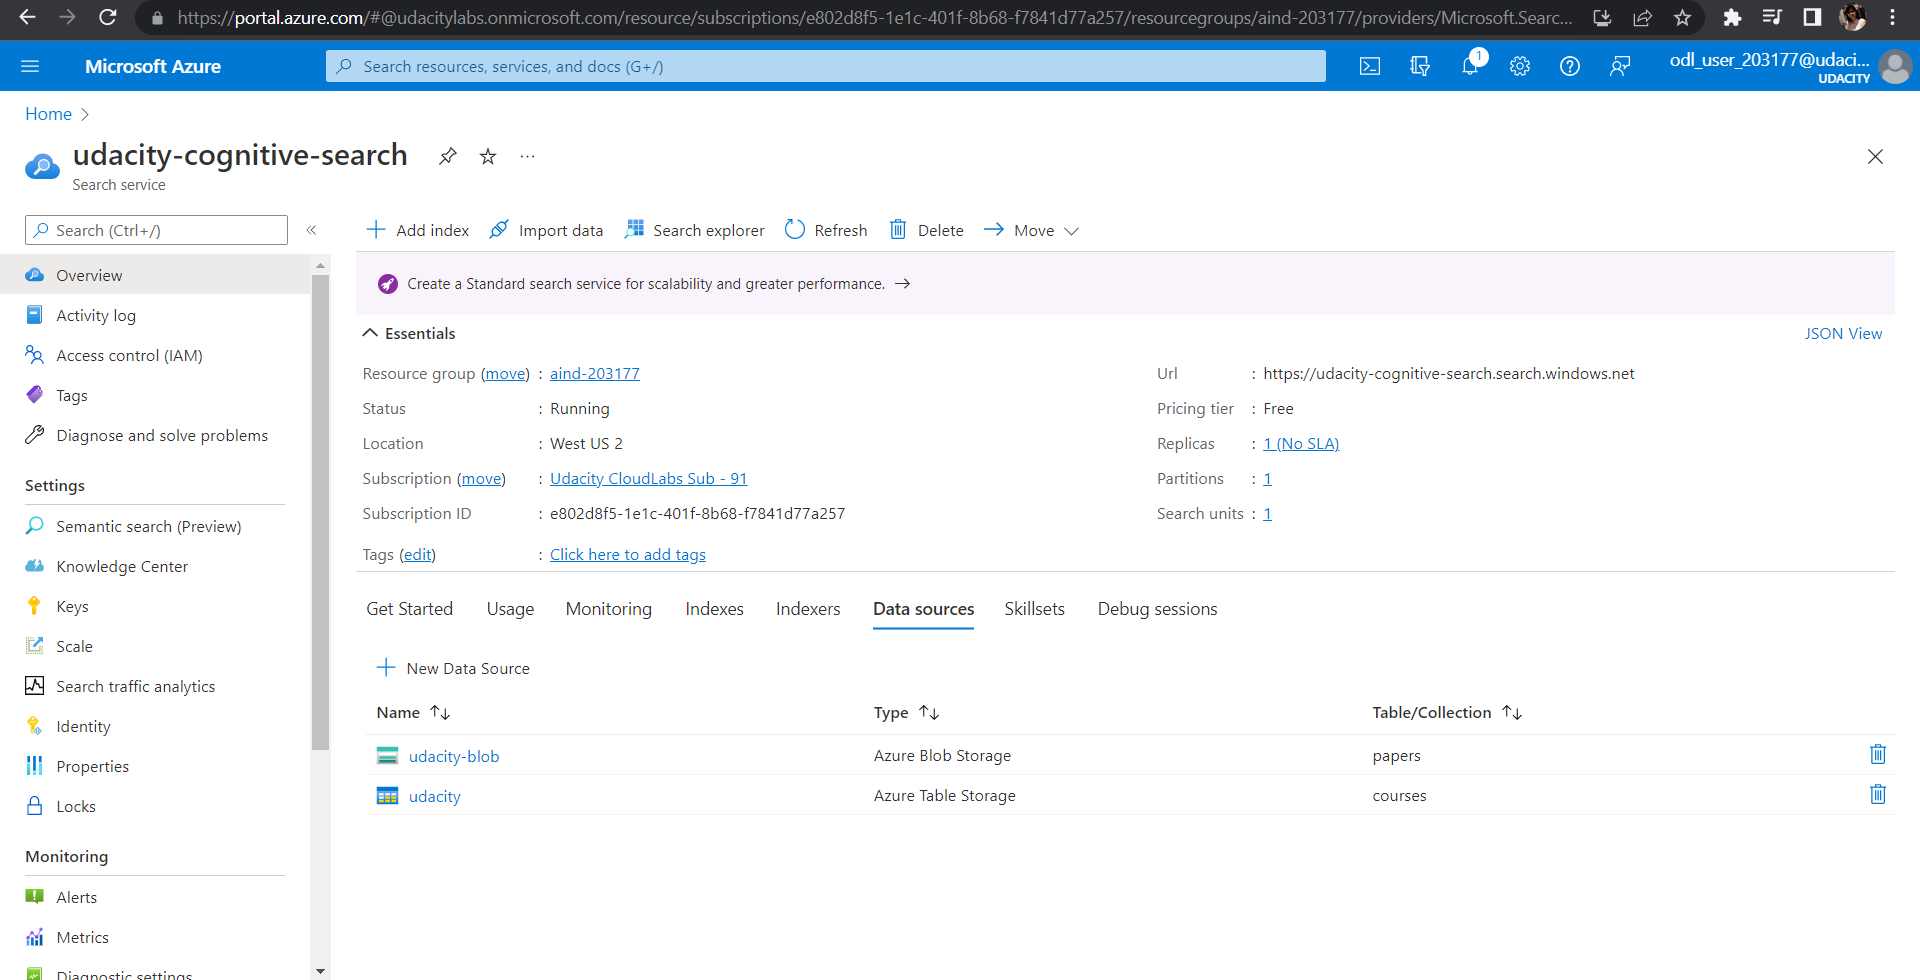 https://portal.azure.com/#@udacitylabs.onmicrosoft.com/resource/subscriptions/e802d8f5-1e1c-401f-8b68-f7841d77a257/resourcegroups/aind-203177/providers/Microsoft.Searc...
Microsoft Azure
Search resources, services, and docs (G+/)
1
odl_user_203177@udaci...
UDACITY
Home
udacity-cognitive-search
...
Search service
Search (Ctrl+/)
«
Add index
Import data
Search explorer
Refresh
Delete
Move
Overview
Activity log
Access control (IAM)
Tags
Diagnose and solve problems
Settings
Semantic search (Preview)
Knowledge Center
Keys
Scale
Search traffic analytics
Identity
Properties
Locks
Monitoring
Alerts
Metrics
Diagnostic settings
Create a Standard search service for scalability and greater performance. →
Essentials
JSON View
Resource group (move) : aind-203177
Status : Running
Location : West US 2
Subscription (move) : Udacity CloudLabs Sub - 91
Subscription ID : e802d8f5-1e1c-401f-8b68-f7841d77a257
Tags (edit) : Click here to add tags
Url : https://udacity-cognitive-search.search.windows.net
Pricing tier : Free
Replicas : 1 (No SLA)
Partitions : 1
Search units : 1
Get Started Usage Monitoring Indexes Indexers Data sources Skillsets Debug sessions
New Data Source
Name ↑↓ Type ↑↓ Table/Collection ↑↓
udacity-blob Azure Blob Storage papers
udacity Azure Table Storage courses